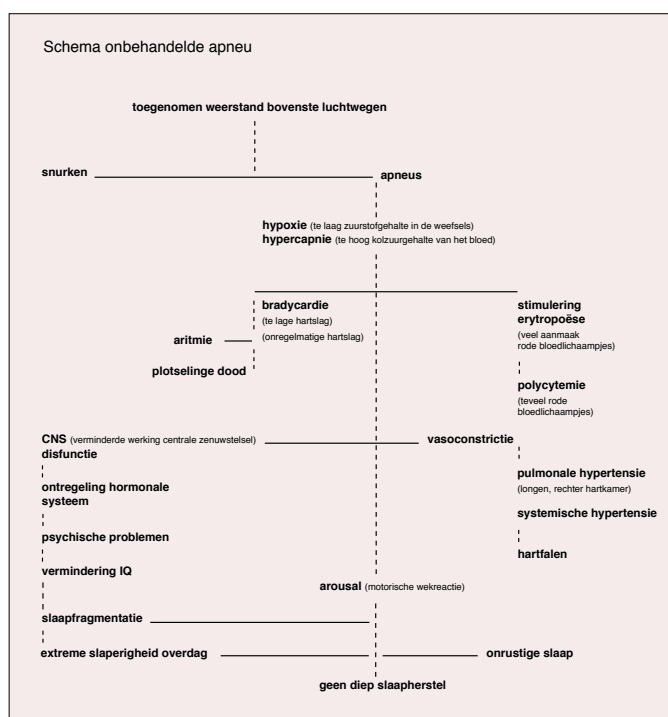 Schema onbehandelde apneu
toegenomen weerstand bovenste luchtwegen
snurken
apneus
hypoxie (te laag zuurstofgehalte in de weefsels)
hypercapnie (te hoog kolzuurgehalte van het bloed)
bradycardie
(te lage hartslag)
(onregelmatige hartslag)
aritmie
plotselinge dood
stimulering
erytropoëse
(veel aanmaak
rode bloedlichaampjes)
polycytemie
(teveel rode
bloedlichaampjes)
CNS (verminderde werking centrale zenuwstelsel)
disfunctie
vasoconstrictie
ontregeling hormonale
systeem
pulmonale hypertensie
(longen, rechter hartkamer)
systemische hypertensie
psychische problemen
hartfalen
vermindering IQ
arousal (motorische wekreactie)
slaapfragmentatie
extreme slaperigheid overdag
onrustige slaap
geen diep slaapherstel